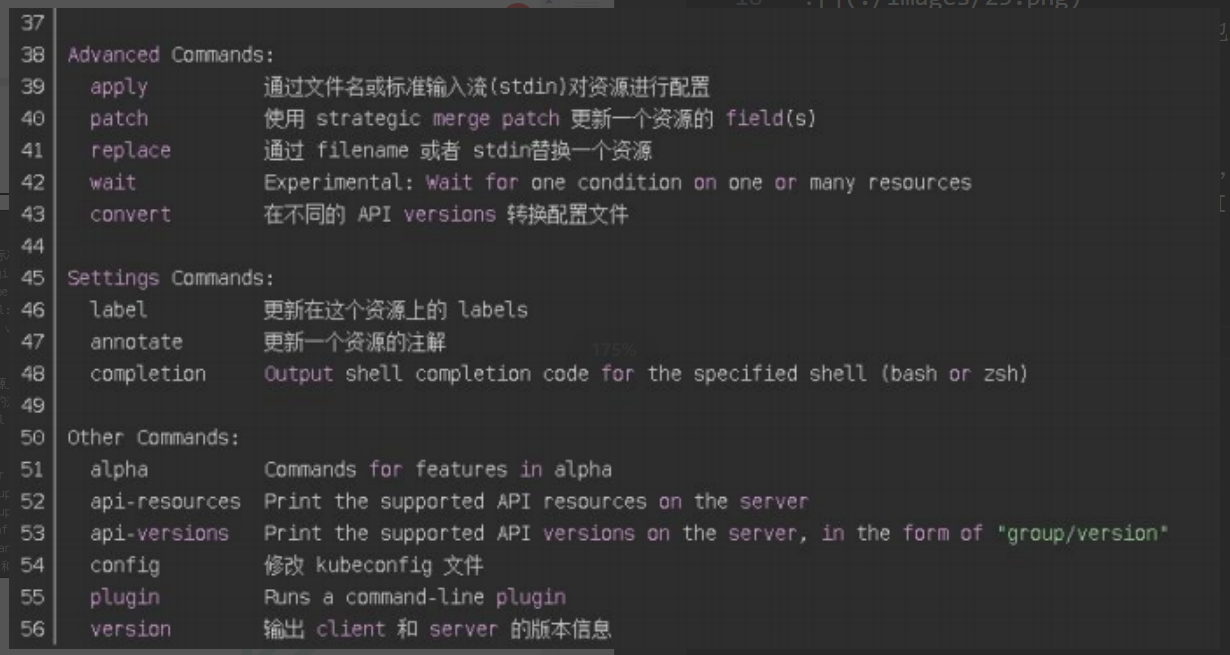 37
38 Advanced Commands:
39 apply 通过文件名或标准输入流(stdin)对资源进行配置
40 patch 使用 strategic merge patch 更新一个资源的 field(s)
41 replace 通过 filename 或者 stdin替换一个资源
42 wait Experimental: Wait for one condition on one or many resources
43 convert 在不同的 API versions 转换配置文件
44
45 Settings Commands:
46 label 更新在这个资源上的 labels
47 annotate 更新一个资源的注解
48 completion Output shell completion code for the specified shell (bash or zsh)
49
50 Other Commands:
51 alpha Commands for features in alpha
52 api-resources Print the supported API resources on the server
53 api-versions Print the supported API versions on the server, in the form of "group/version"
54 config 修改 kubeconfig 文件
55 plugin Runs a command-line plugin
56 version 输出 client 和 server 的版本信息
175%